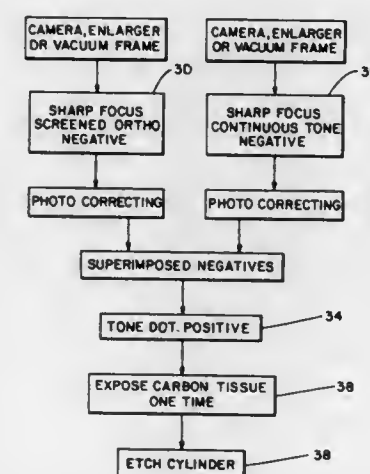 CAMERA, ENLARGER
OR VACUUM FRAME
CAMERA, ENLARGER
OR VACUUM FRAME
30
3
SHARP FOCUS
SCREENED ORTHO
NEGATIVE
SHARP FOCUS
CONTINUOUS TONE
NEGATIVE
PHOTO CORRECTING
PHOTO CORRECTING
SUPERIMPOSED NEGATIVES
TONE DOT. POSITIVE
34
EXPOSE CARBON TISSUE
ONE TIME
38
ETCH CYLINDER
38